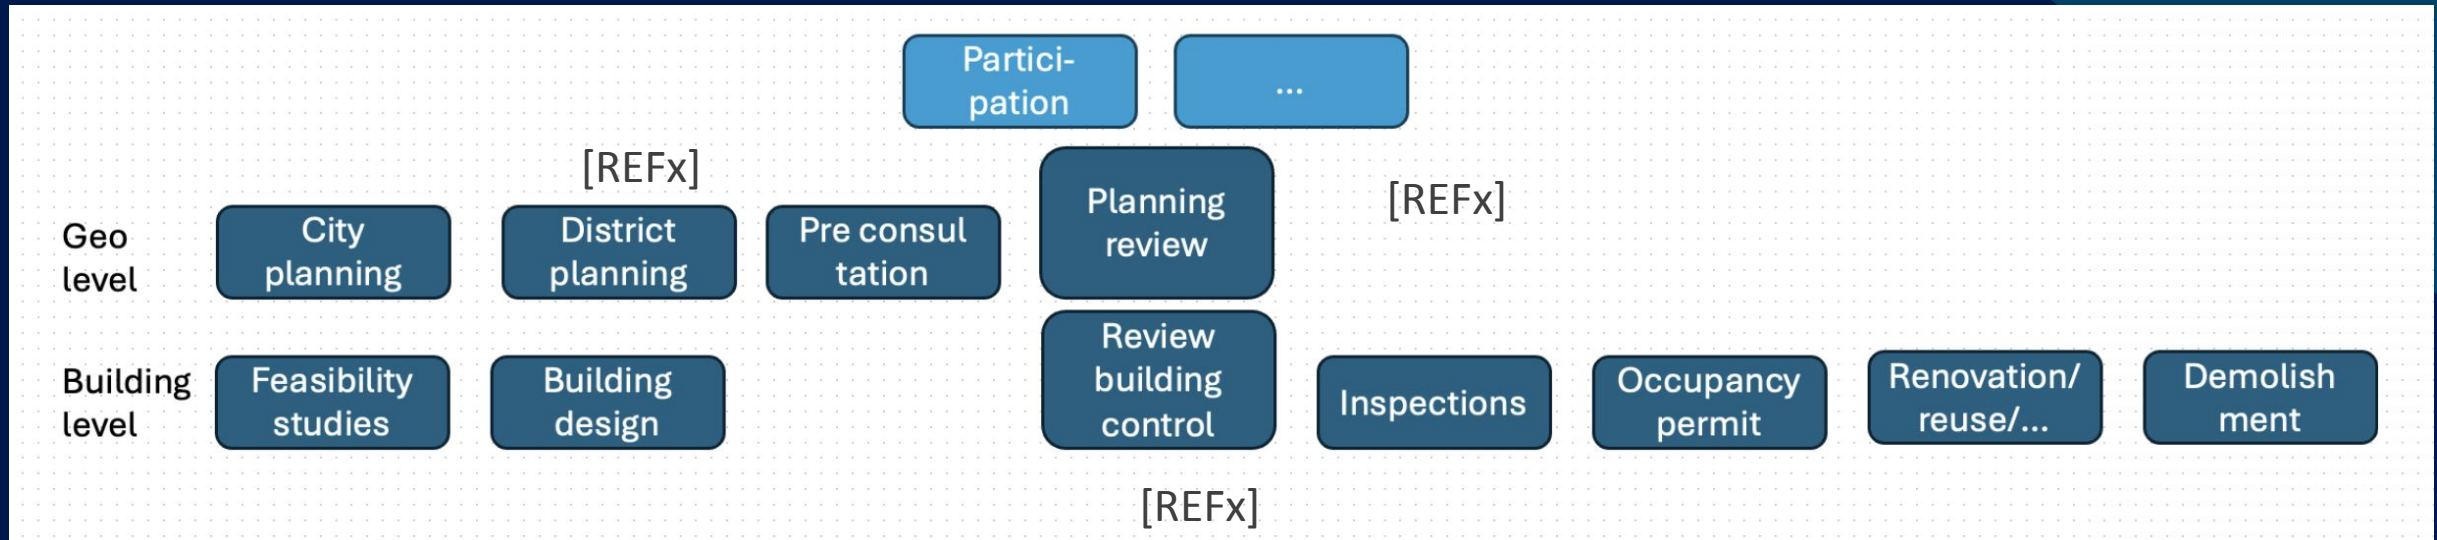 Partici-
pation
...
[REFx]
[REFx]
Geo
level
City
planning
District
planning
Pre consul
tation
Planning
review
Building
level
Feasibility
studies
Building
design
Review
building
control
Inspections
Occupancy
permit
Renovation/
reuse/...
Demolish
ment
[REFx]